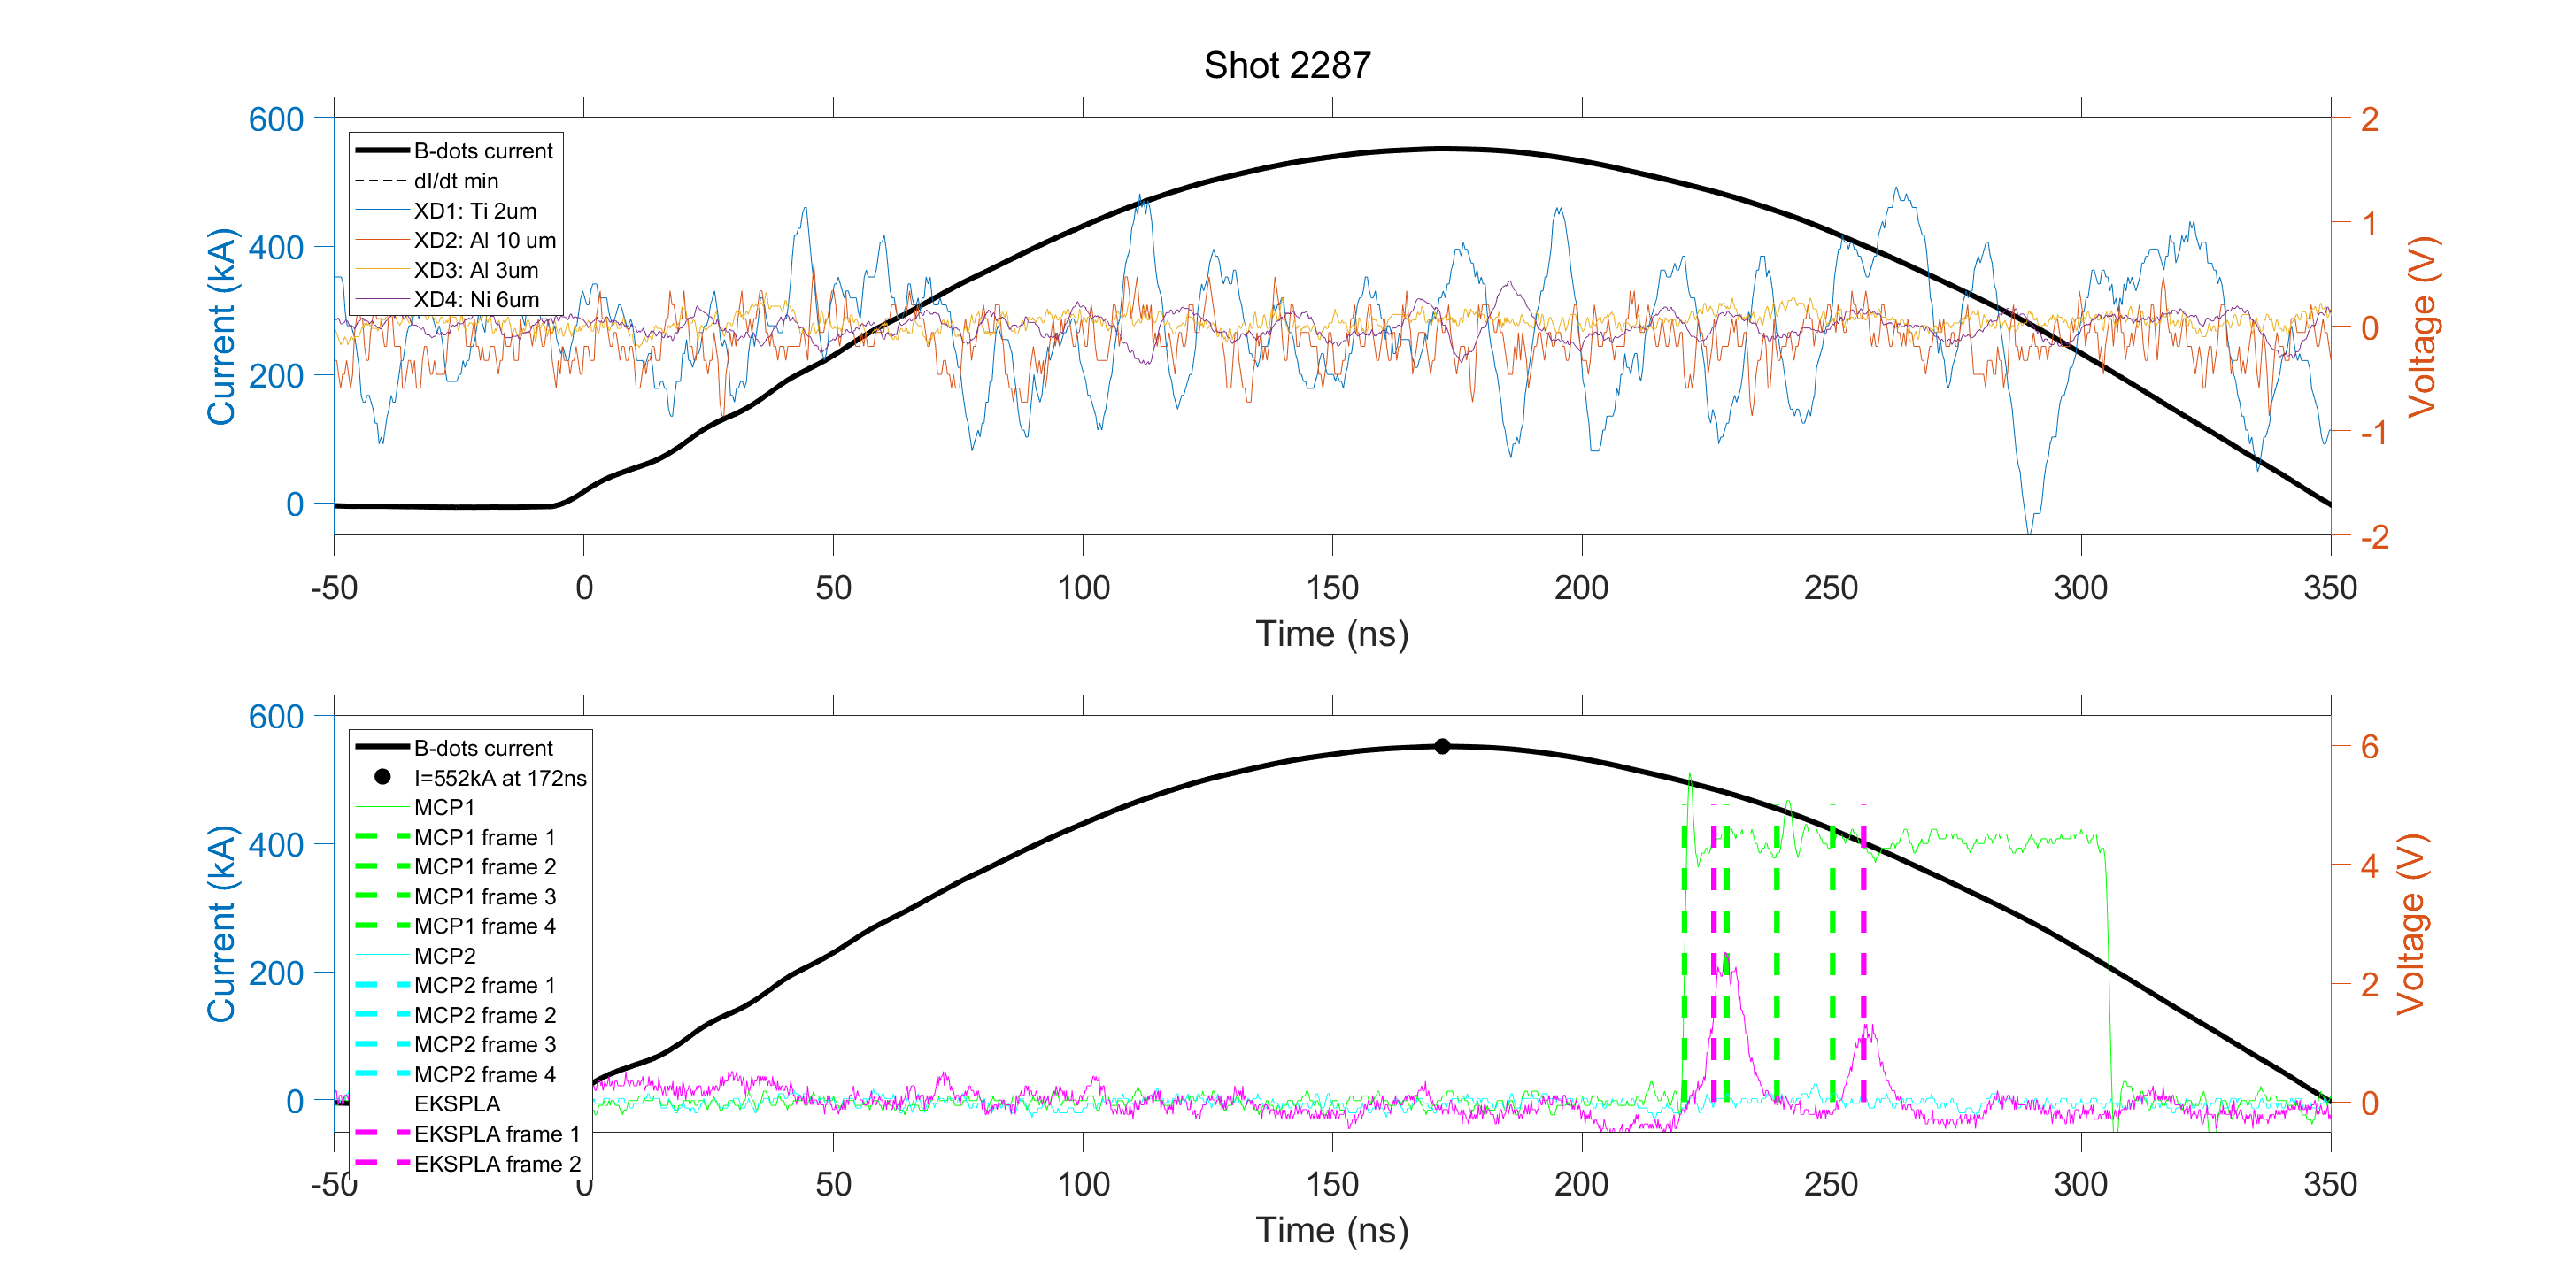 Shot 2287
600
400
200
0
Current (kA)
B-dots current
dI/dt min
XD1: Ti 2um
XD2: Al 10 um
XD3: Al 3um
XD4: Ni 6um
2
1
0
-1
-2
Voltage (V)
-50 0 50 100 150 200 250 300 350
Time (ns)
600
400
200
0
Current (kA)
B-dots current
I=552kA at 172ns
MCP1
MCP1 frame 1
MCP1 frame 2
MCP1 frame 3
MCP1 frame 4
MCP2
MCP2 frame 1
MCP2 frame 2
MCP2 frame 3
MCP2 frame 4
EKSPLA
EKSPLA frame 1
EKSPLA frame 2
6
4
2
0
Voltage (V)
-50 0 50 100 150 200 250 300 350
Time (ns)